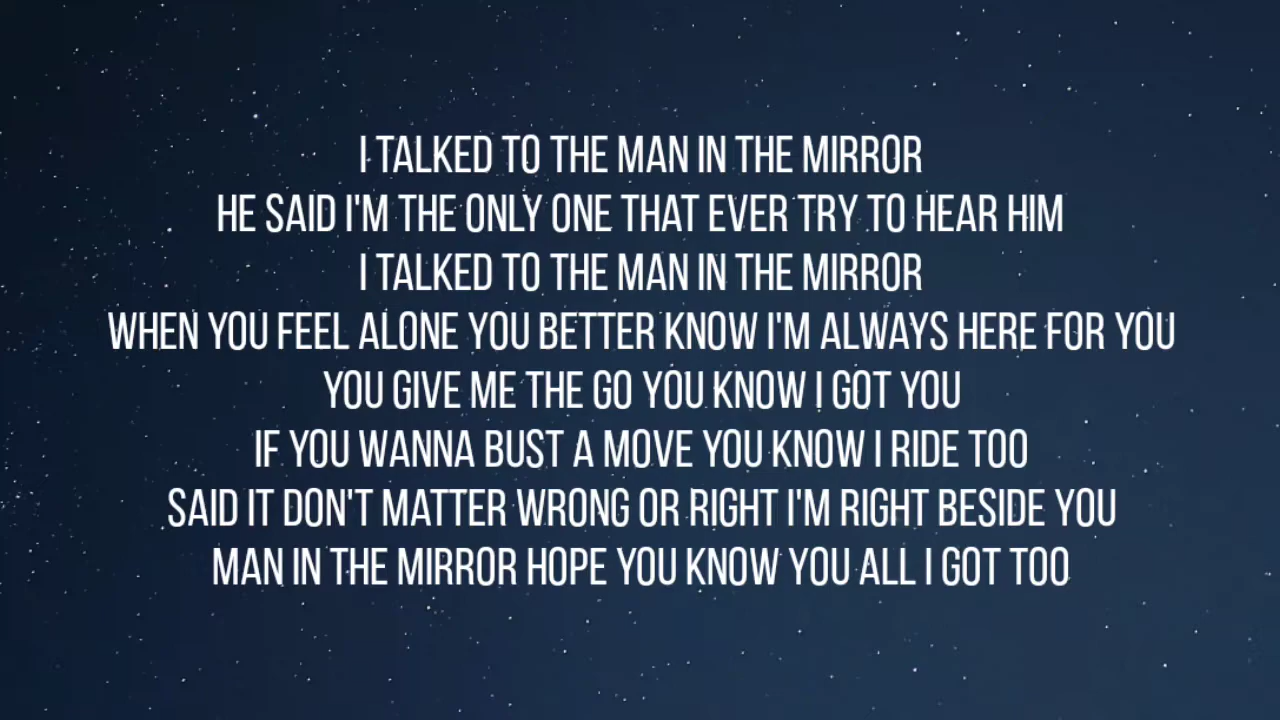 I TALKED TO THE MAN IN THE MIRROR
HE SAID I'M THE ONLY ONE THAT EVER TRY TO HEAR HIM
I TALKED TO THE MAN IN THE MIRROR
WHEN YOU FEEL ALONE YOU BETTER KNOW I'M ALWAYS HERE FOR YOU
YOU GIVE ME THE GO YOU KNOW I GOT YOU
IF YOU WANNA BUST A MOVE YOU KNOW I RIDE TOO
SAID IT DON'T MATTER WRONG OR RIGHT I'M RIGHT BESIDE YOU
MAN IN THE MIRROR HOPE YOU KNOW YOU ALL I GOT TOO